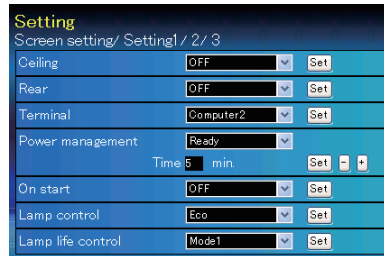 Setting
Screen setting/ Setting1/ 2/ 3
Ceiling OFF Set
Rear OFF Set
Terminal Computer2 Set
Power management Ready
Time 5 min. Set - +
On start OFF Set
Lamp control Eco Set
Lamp life control Mode1 Set